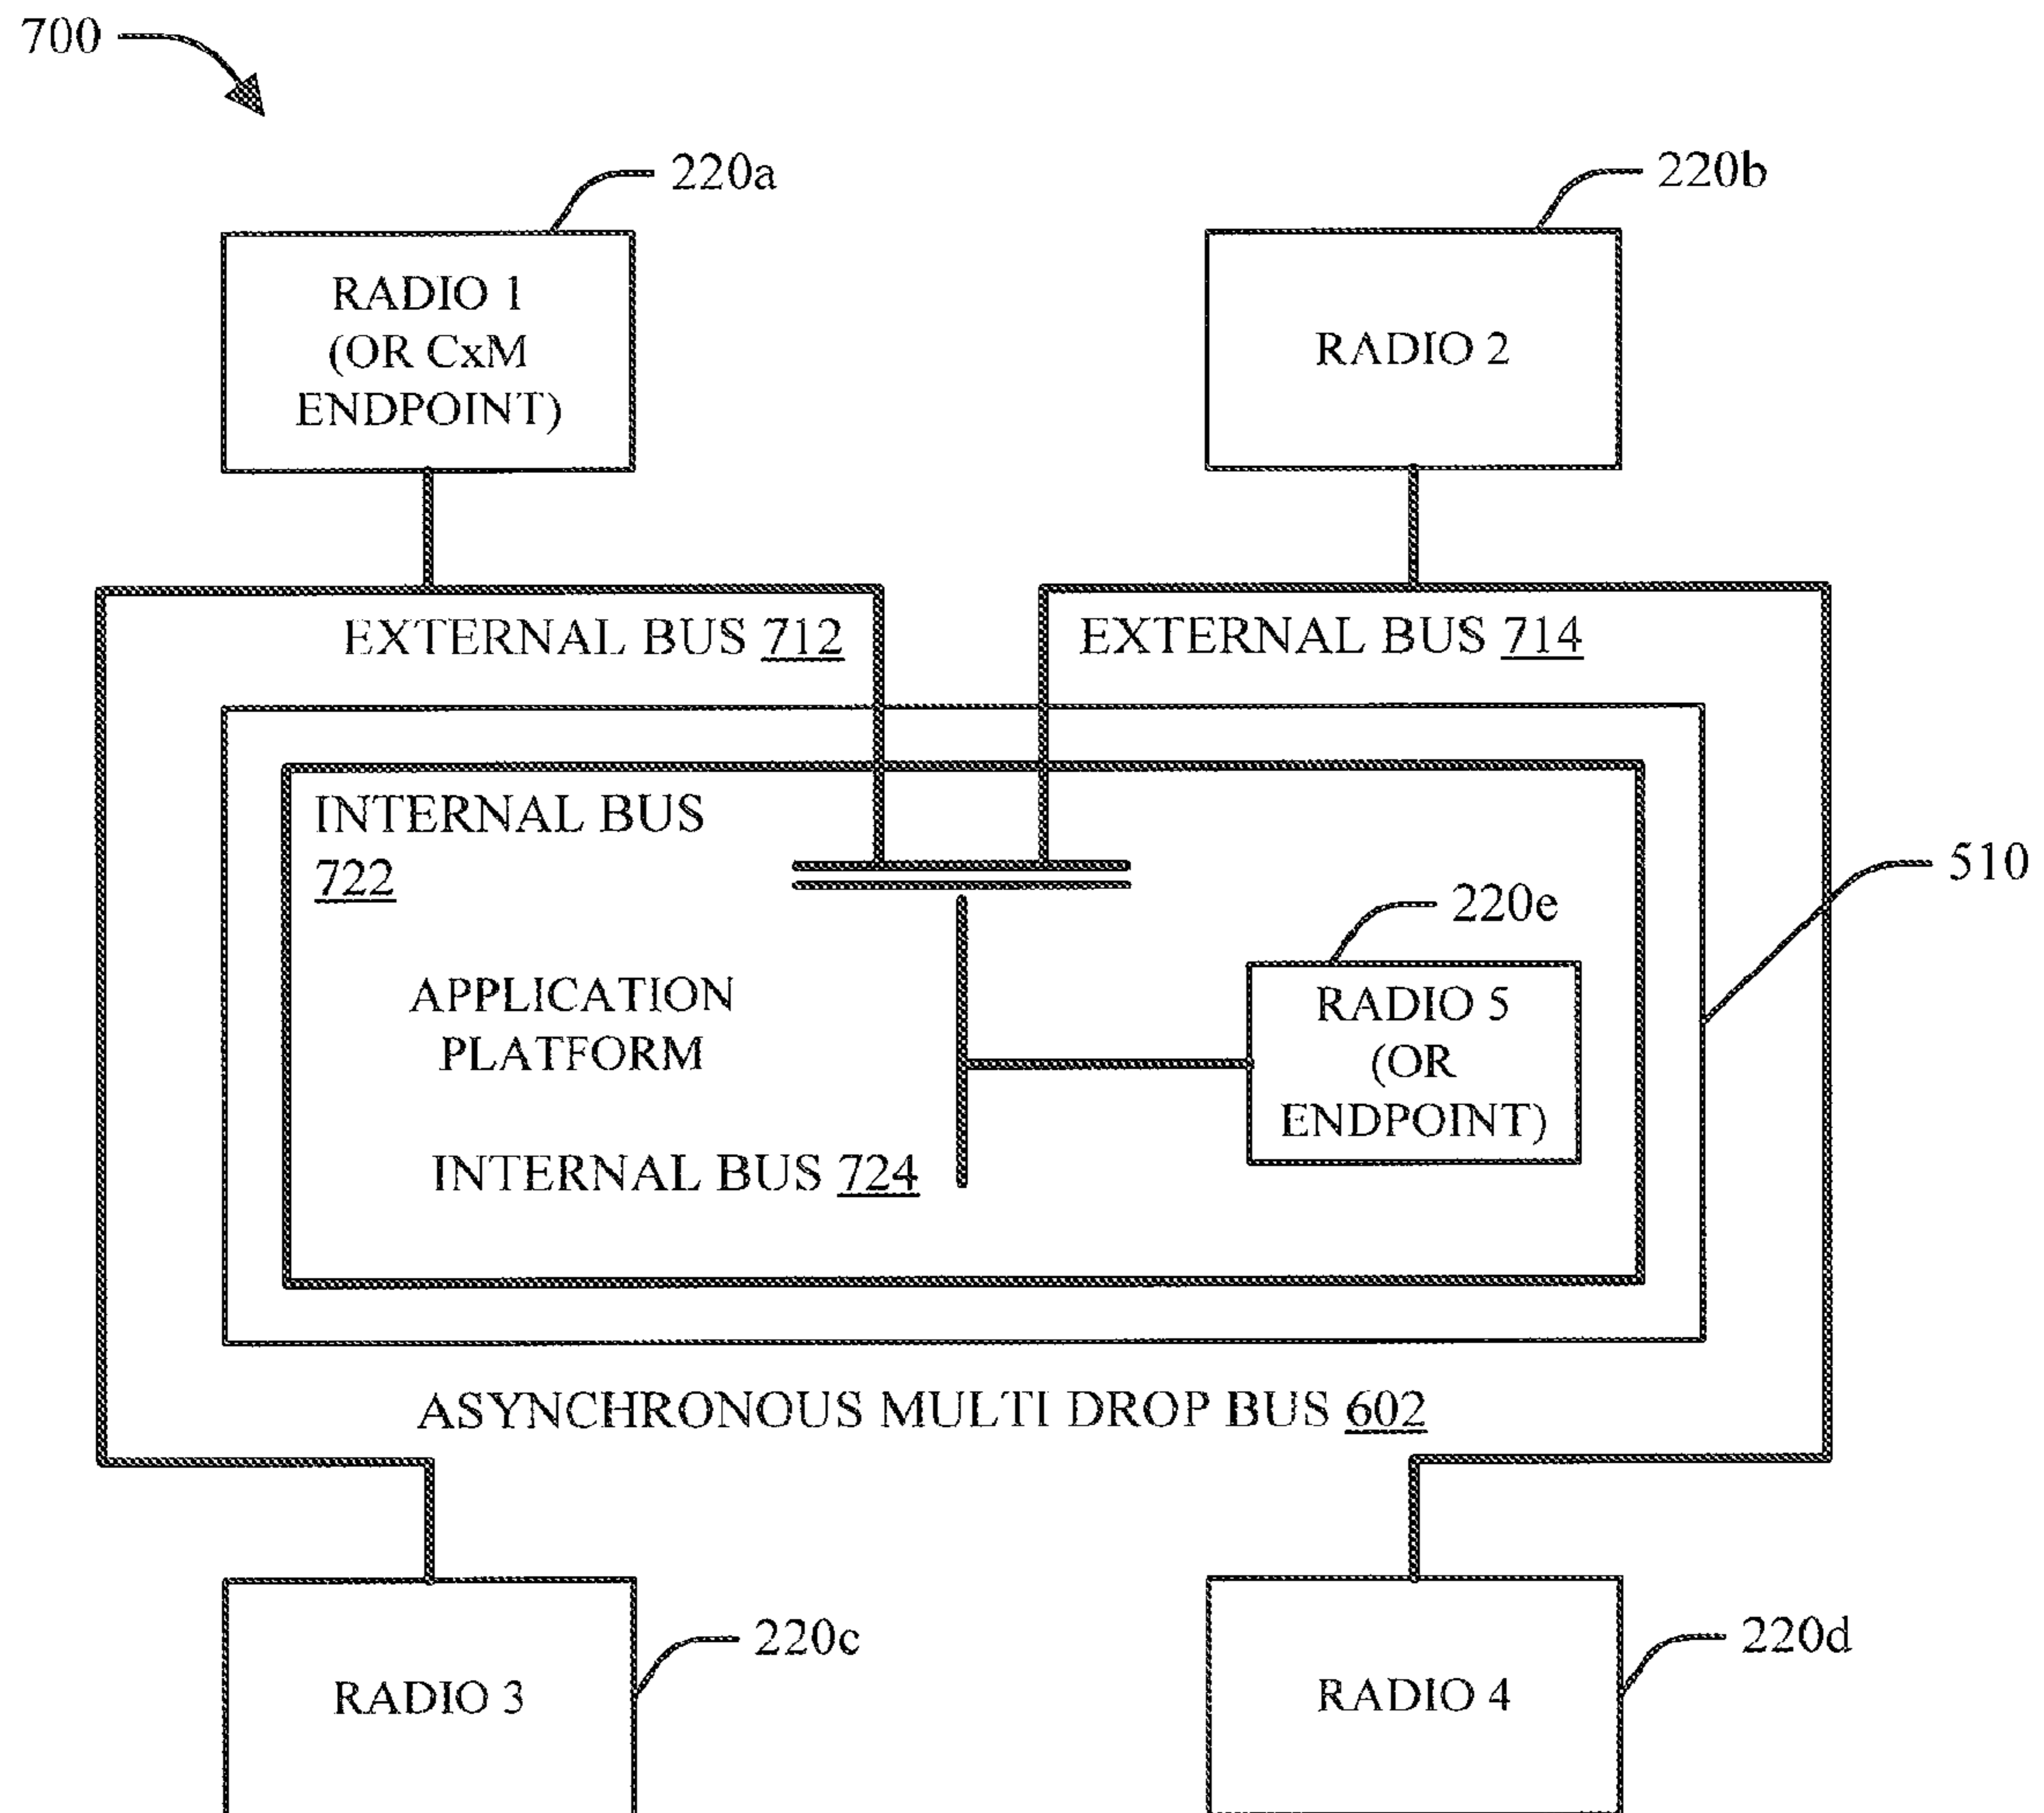 700
220a
220b
RADIO 1
(OR CxM
ENDPOINT)
RADIO 2
EXTERNAL BUS 712
EXTERNAL BUS 714
INTERNAL BUS
722
510
220e
APPLICATION
PLATFORM
RADIO 5
(OR
ENDPOINT)
INTERNAL BUS 724
ASYNCHRONOUS MULTI DROP BUS 602
220c
220d
RADIO 3
RADIO 4